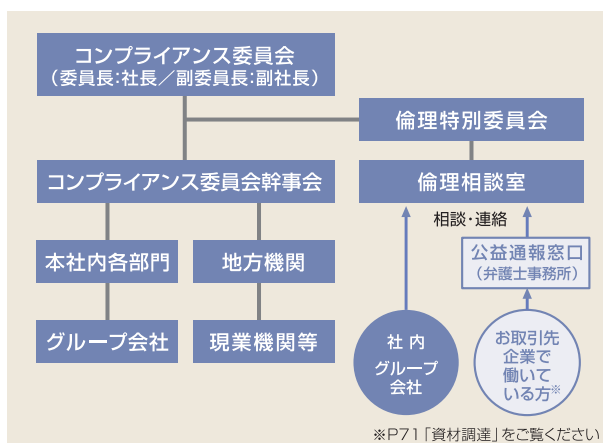 コンプライアンス委員会
（委員長：社長／副委員長：副社長）
倫理特別委員会
コンプライアンス委員会幹事会
倫理相談室
相談・連絡
本社内各部門
地方機関
公益通報窓口
（弁護士事務所）
グループ会社
現業機関等
社内
グループ
会社
お取引先
企業で
働いて
いる方※
※P71「資材調達」をご覧ください